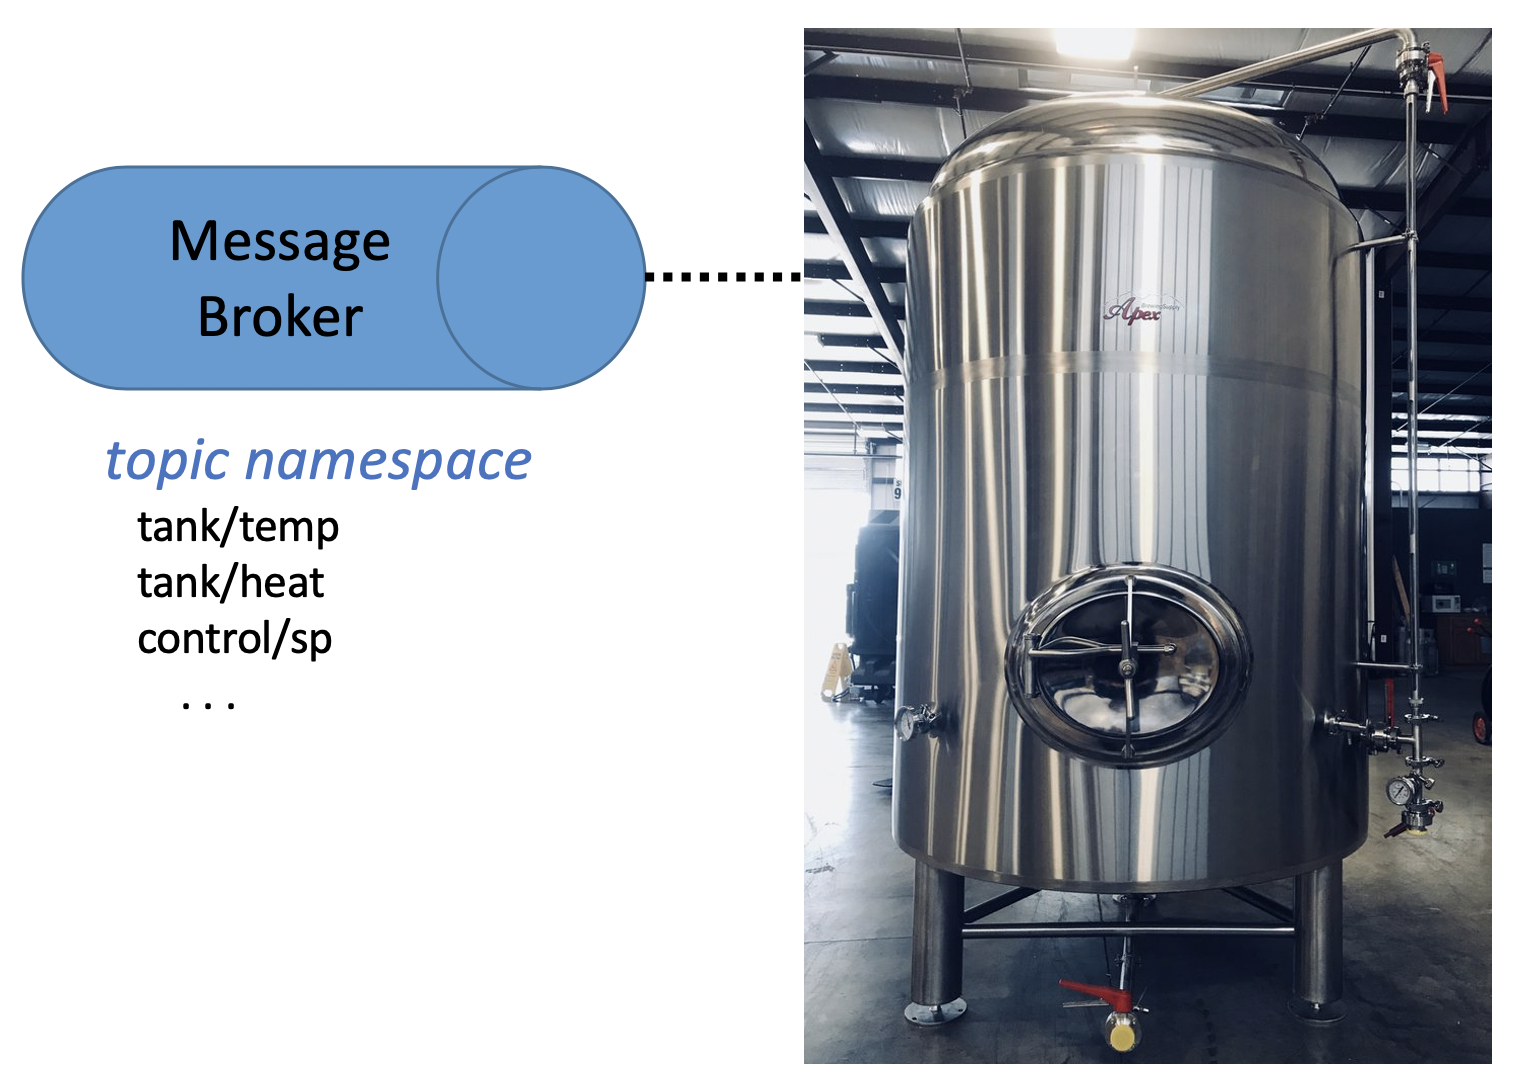 Message
Broker
topic namespace
tank/temp
tank/heat
control/sp
. . .
Apex